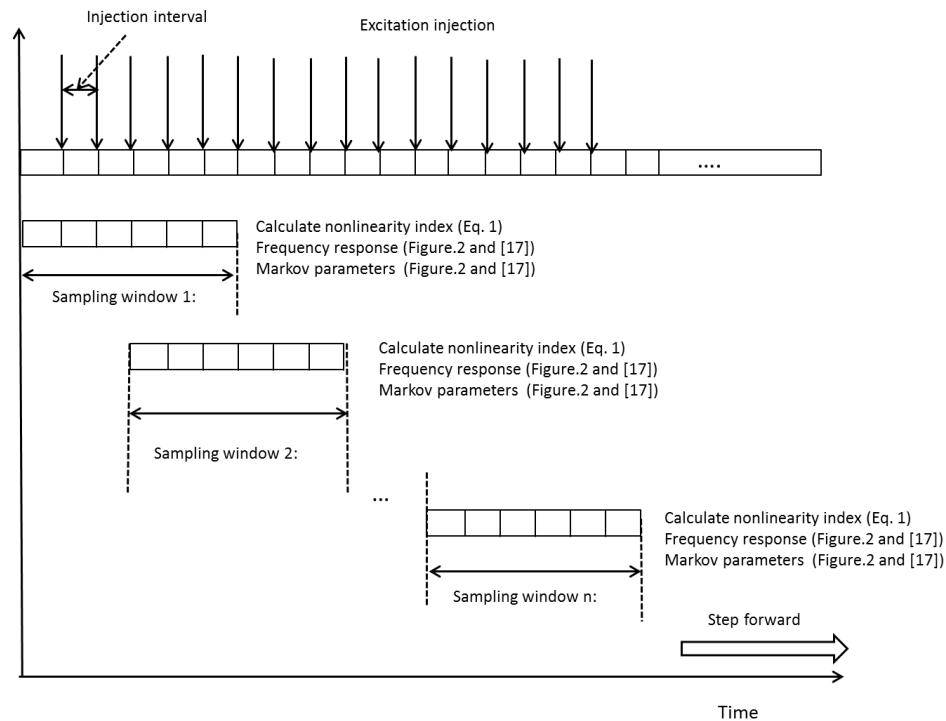 Injection interval
Excitation injection
....
Calculate nonlinearity index (Eq. 1)
Frequency response (Figure.2 and [17])
Markov parameters (Figure.2 and [17])
Sampling window 1:
Calculate nonlinearity index (Eq. 1)
Frequency response (Figure.2 and [17])
Markov parameters (Figure.2 and [17])
Sampling window 2:
...
Calculate nonlinearity index (Eq. 1)
Frequency response (Figure.2 and [17])
Markov parameters (Figure.2 and [17])
Sampling window n:
Step forward
Time